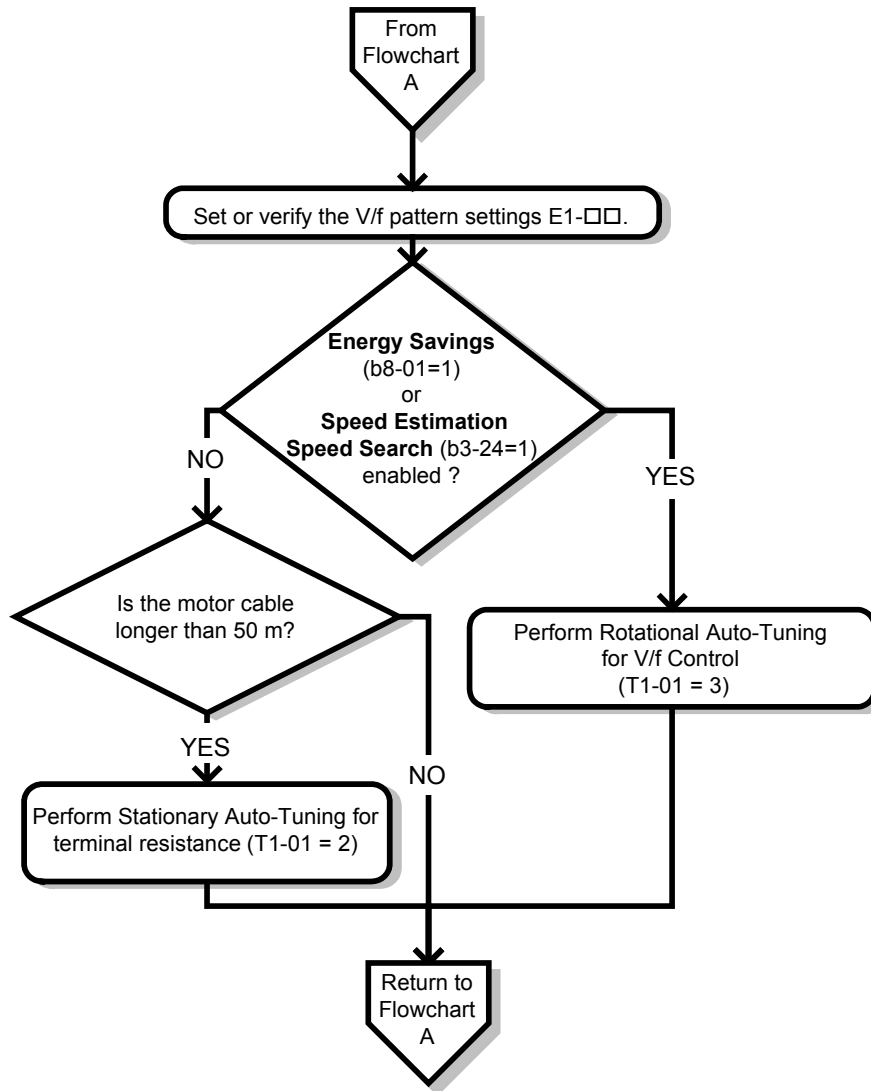 From
Flowchart
A
Set or verify the V/f pattern settings E1-□□.
Energy Savings
(b8-01=1)
or
Speed Estimation
Speed Search (b3-24=1)
enabled ?
NO
YES
Is the motor cable
longer than 50 m?
Perform Rotational Auto-Tuning
for V/f Control
(T1-01 = 3)
YES
NO
Perform Stationary Auto-Tuning for
terminal resistance (T1-01 = 2)
Return to
Flowchart
A